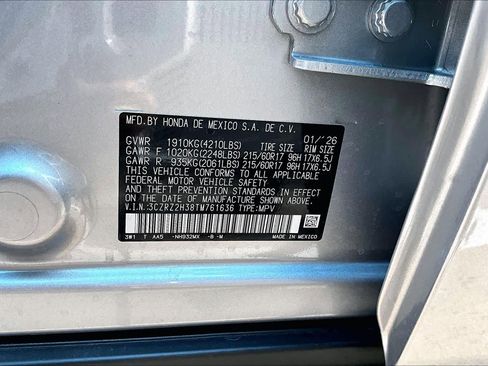 MFD.BY HONDA DE MEXICO S.A. DE C.V.
01/'26
GVWR 1910KG(4210LBS) TIRE SIZE RIM SIZE
GAWR F 1020KG(2248LBS) 215/60R17 96H 17X6.5J
GAWR R 935KG(2061LBS) 215/60R17 96H 17X6.5J
THIS VEHICLE CONFORMS TO ALL APPLICABLE
FEDERAL MOTOR VEHICLE SAFETY AND
THEFT PREVENTION STANDARDS IN EFFECT
ON THE DATE OF MANUFACTURE SHOWN ABOVE.
V.I.N:3CZRZ2H38TM761636 TYPE:MPV
3W1 T AA5 -NH932MX -B -M MADE IN MEXICO